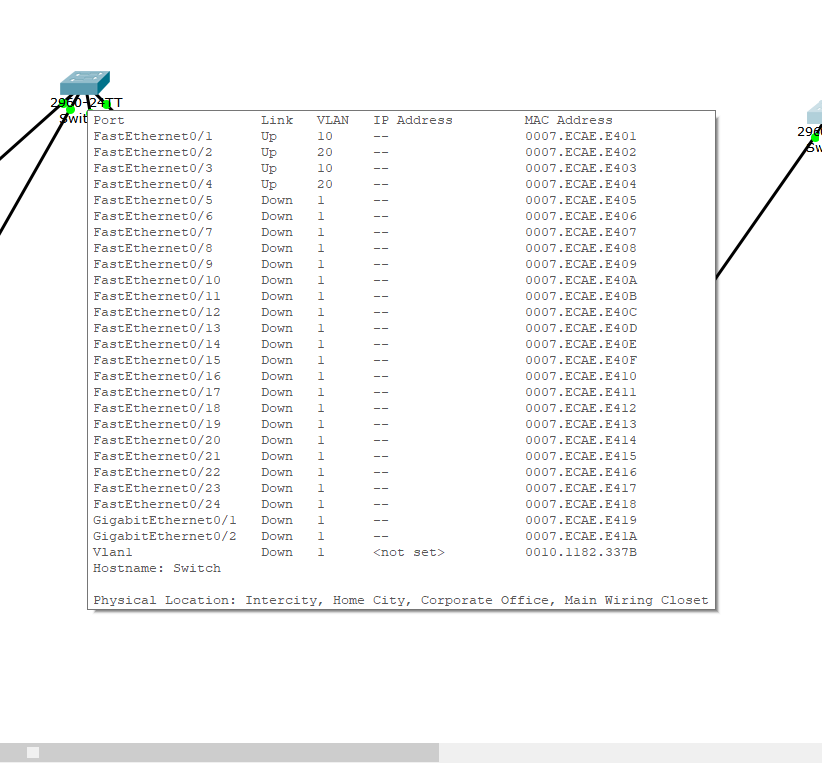 2960-24TT
Swit
Port Link VLAN IP Address MAC Address
FastEthernet0/1 Up 10 -- 0007.ECAE.E401
FastEthernet0/2 Up 20 -- 0007.ECAE.E402
FastEthernet0/3 Up 10 -- 0007.ECAE.E403
FastEthernet0/4 Up 20 -- 0007.ECAE.E404
FastEthernet0/5 Down 1 -- 0007.ECAE.E405
FastEthernet0/6 Down 1 -- 0007.ECAE.E406
FastEthernet0/7 Down 1 -- 0007.ECAE.E407
FastEthernet0/8 Down 1 -- 0007.ECAE.E408
FastEthernet0/9 Down 1 -- 0007.ECAE.E409
FastEthernet0/10 Down 1 -- 0007.ECAE.E40A
FastEthernet0/11 Down 1 -- 0007.ECAE.E40B
FastEthernet0/12 Down 1 -- 0007.ECAE.E40C
FastEthernet0/13 Down 1 -- 0007.ECAE.E40D
FastEthernet0/14 Down 1 -- 0007.ECAE.E40E
FastEthernet0/15 Down 1 -- 0007.ECAE.E40F
FastEthernet0/16 Down 1 -- 0007.ECAE.E410
FastEthernet0/17 Down 1 -- 0007.ECAE.E411
FastEthernet0/18 Down 1 -- 0007.ECAE.E412
FastEthernet0/19 Down 1 -- 0007.ECAE.E413
FastEthernet0/20 Down 1 -- 0007.ECAE.E414
FastEthernet0/21 Down 1 -- 0007.ECAE.E415
FastEthernet0/22 Down 1 -- 0007.ECAE.E416
FastEthernet0/23 Down 1 -- 0007.ECAE.E417
FastEthernet0/24 Down 1 -- 0007.ECAE.E418
GigabitEthernet0/1 Down 1 -- 0007.ECAE.E419
GigabitEthernet0/2 Down 1 -- 0007.ECAE.E41A
Vlan1 Down 1 <not set> 0010.1182.337B
Hostname: Switch
Physical Location: Intercity, Home City, Corporate Office, Main Wiring Closet
296
Sw